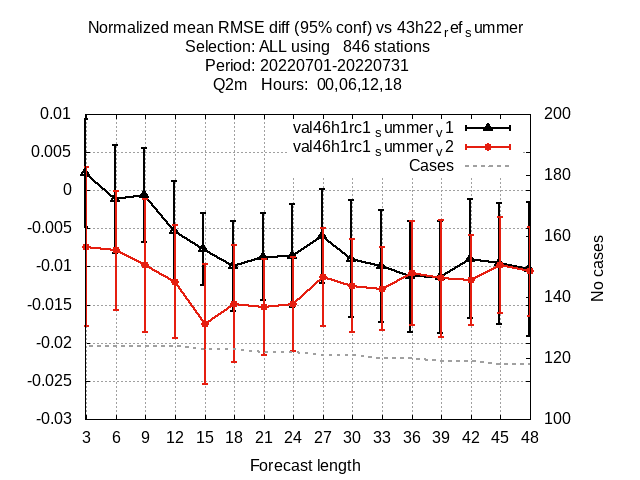 Normalized mean RMSE diff (95% conf) vs 43h22refsummer
Selection: ALL using   846 stations
Period: 20220701-20220731
Q2m   Hours:  00,06,12,18
val46h1rc1summerv1
val46h1rc1summerv2
Cases
0.01
0.005
0
-0.005
-0.01
-0.015
-0.02
-0.025
-0.03
200
180
160
140
120
100
No cases
3 6 9 12 15 18 21 24 27 30 33 36 39 42 45 48
Forecast length